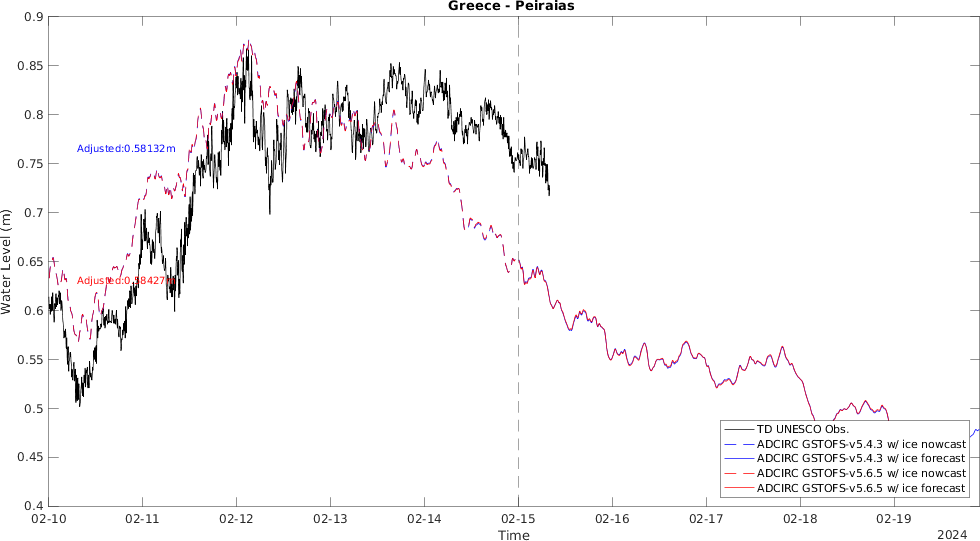 Greece - Peiraias
0.9
0.85
0.8
0.75
0.7
0.65
0.6
0.55
0.5
0.45
0.4
Water Level (m)
Adjusted:0.58132m
Adjusted:0.58427m
TD UNESCO Obs.
ADCIRC GSTOFS-v5.4.3 w/ ice nowcast
ADCIRC GSTOFS-v5.4.3 w/ ice forecast
ADCIRC GSTOFS-v5.6.5 w/ ice nowcast
ADCIRC GSTOFS-v5.6.5 w/ ice forecast
02-10 02-11 02-12 02-13 02-14 02-15 02-16 02-17 02-18 02-19
Time
2024